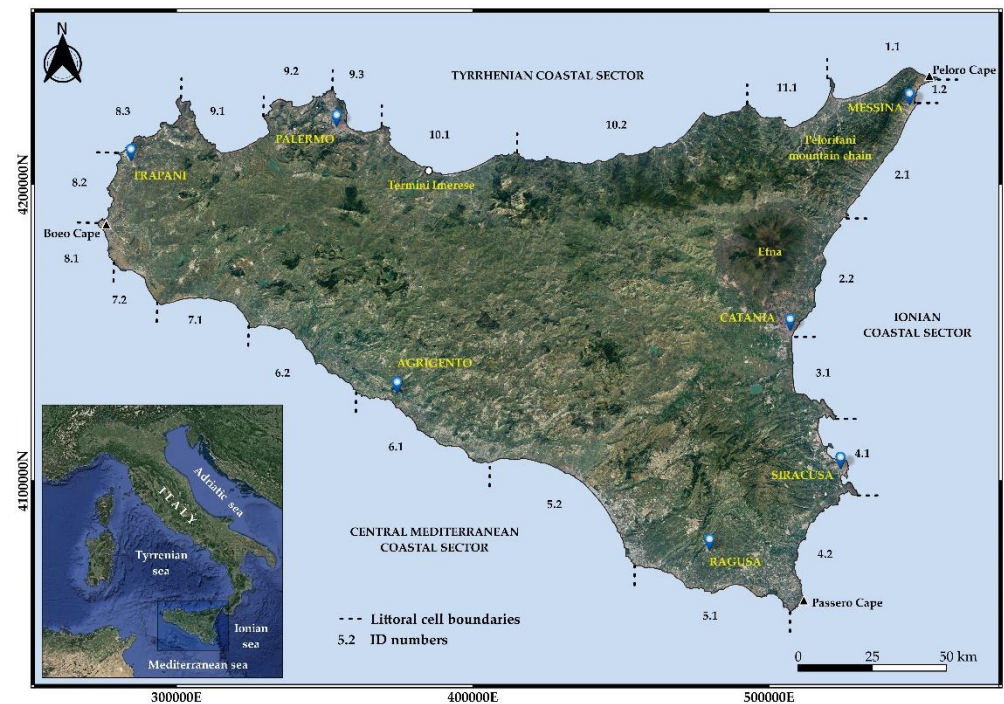 N
1.1
9.2
9.3
TYRRHENIAN COASTAL SECTOR
Peloro Cape
8.3
9.1
11.1
1.2
MESSINA
10.1
10.2
PALERMO
Peloritani
mountain chain
TRAPANI
8.2
Termini Imerese
2.1
4200000N
Boeo Cape
Etna
8.1
2.2
7.2
7.1
CATANIA
IONIAN
COASTAL SECTOR
AGRIGENTO
6.2
3.1
6.1
4.1
SIRACUSA
4100000N
5.2
CENTRAL MEDITERRANEAN
COASTAL SECTOR
RAGUSA
4.2
Passero Cape
5.1
ITALY
Adriatic sea
Tyrrenian
sea
Ionian
sea
Mediterranean sea
Littoral cell boundaries
5.2 ID numbers
0 25 50 km
300000E 400000E 500000E